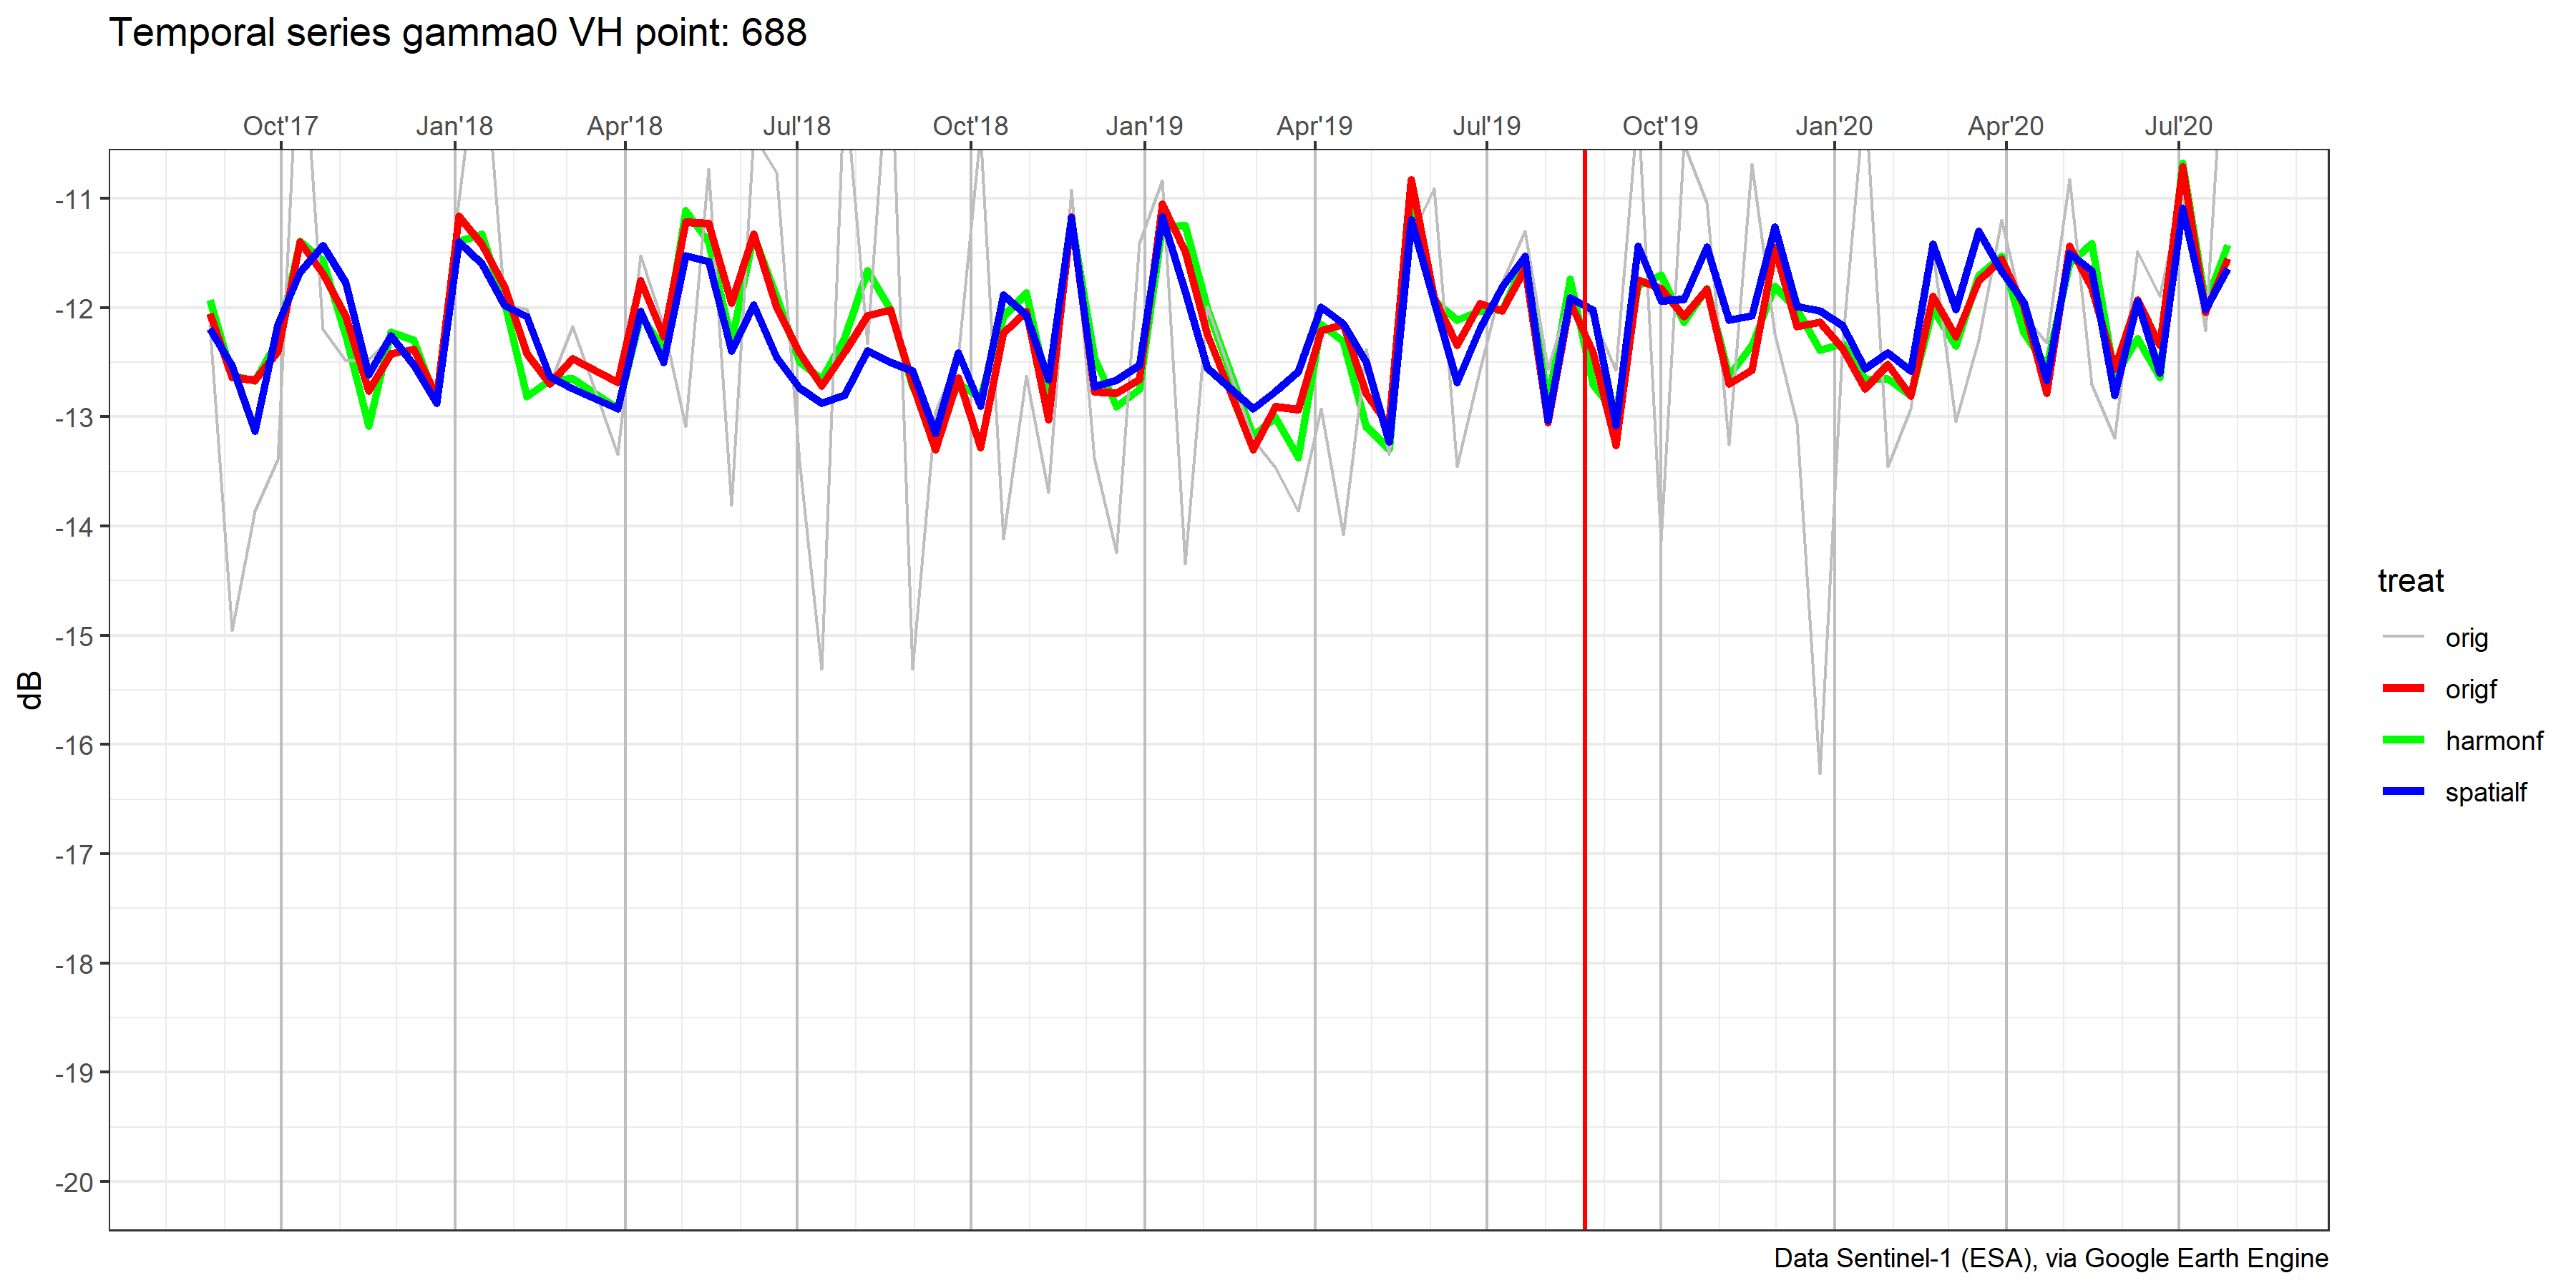 Temporal series gamma0 VH point: 688
Oct'17 Jan'18 Apr'18 Jul'18 Oct'18 Jan'19 Apr'19 Jul'19 Oct'19 Jan'20 Apr'20 Jul'20
-11
-12
-13
-14
-15
-16
-17
-18
-19
-20
dB
treat
orig
origf
harmonf
spatialf
Data Sentinel-1 (ESA), via Google Earth Engine